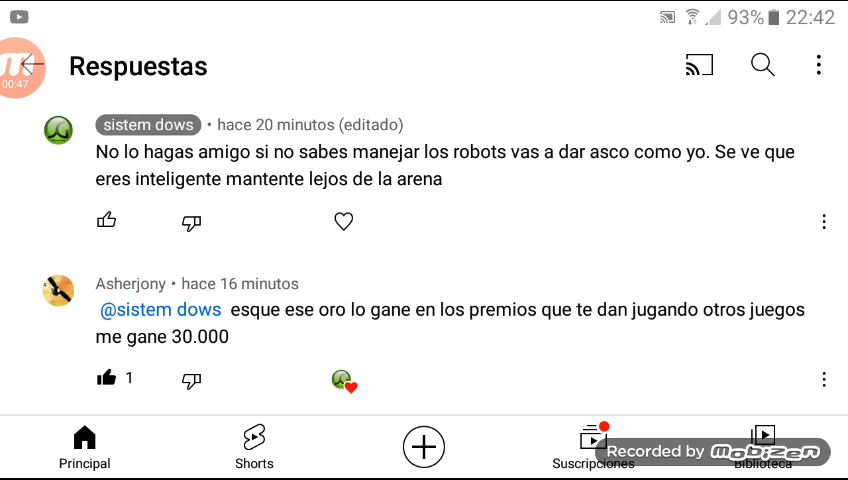 93% 22:42
00:47
Respuestas
sistem dows • hace 20 minutos (editado)
No lo hagas amigo si no sabes manejar los robots vas a dar asco como yo. Se ve que
eres inteligente mantente lejos de la arena
Asherjony • hace 16 minutos
@sistem dows esque ese oro lo gane en los premios que te dan jugando otros juegos
me gane 30.000
1
Principal
Shorts
Suscripciones
Biblioteca
Recorded by mobizen